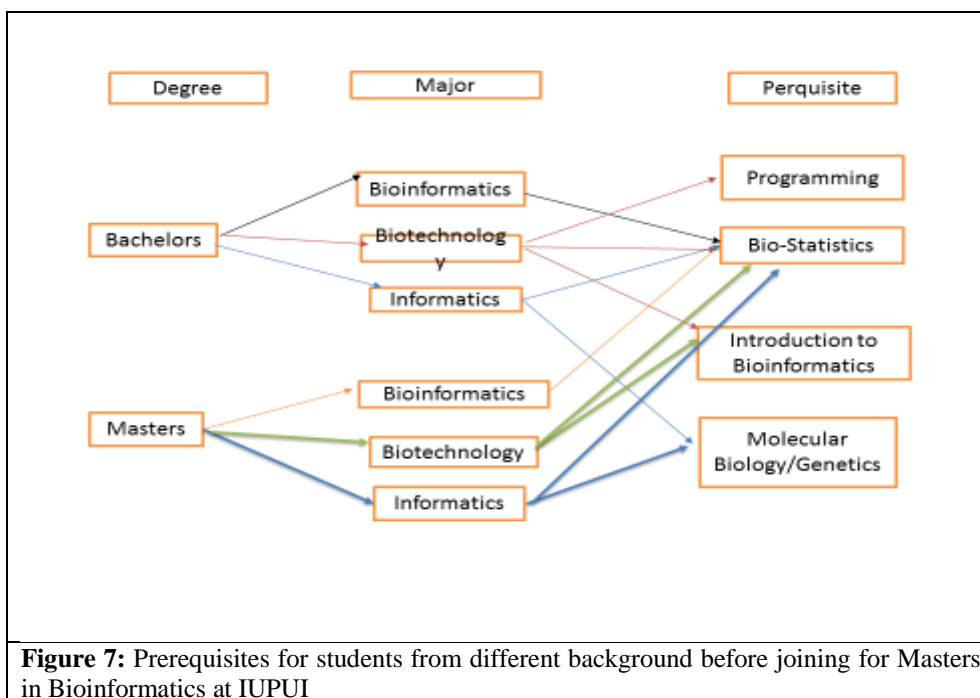 Degree
Major
Perquisite
Bioinformatics
Programming
Bachelors
Biotechnolog
y
Bio-Statistics
Informatics
Introduction to
Bioinformatics
Bioinformatics
Masters
Biotechnology
Molecular
Biology/Genetics
Informatics
Figure 7: Prerequisites for students from different background before joining for Masters
in Bioinformatics at IUPUI